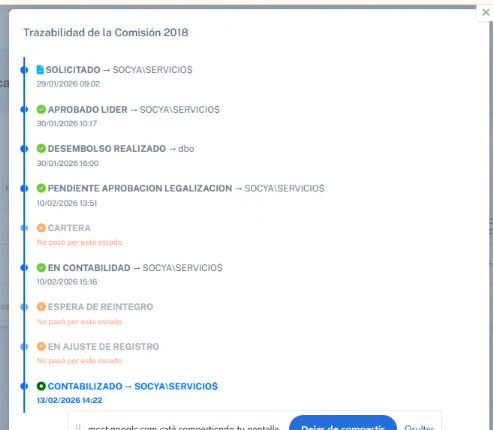 Trazabilidad de la Comisión 2018
SOLICITADO → SOCYA\SERVICIO$
29/01/2026 09:02
APROBADO LIDER → SOCYA\SERVICIO$
30/01/2026 10:17
DESEMBOLSO REALIZADO → dbo
30/01/2026 16:00
PENDIENTE APROBACION LEGALIZACION → SOCYA\SERVICIO$
10/02/2026 13:51
CARTERA
No pasó por este estado
EN CONTABILIDAD → SOCYA\SERVICIO$
10/02/2026 15:16
ESPERA DE REINTEGRO
No pasó por este estado
EN AJUSTE DE REGISTRO
No pasó por este estado
CONTABILIZADO → SOCYA\SERVICIO$
13/02/2026 14:22
meet.google.com está compartiendo tu pantalla. Dejar de compartir Ocultar